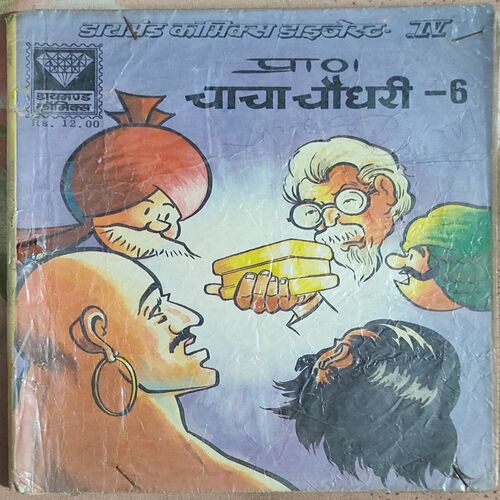 डायमंड कॉमिक्स डाइजेस्ट- IV
प्राण
चाचा चौधरी -6
डायमण्ड
कॉमिक्स
Rs. 12.00